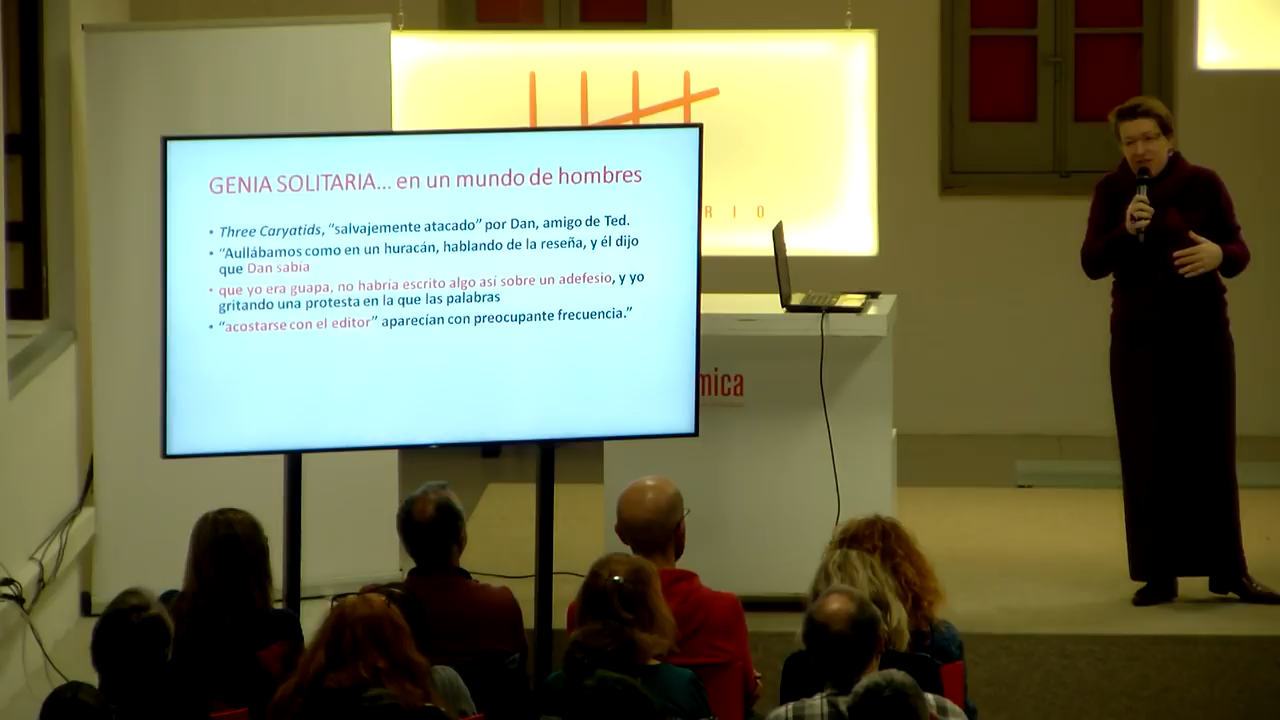 GENIA SOLITARIA... en un mundo de hombres
• Three Caryatids, “salvajemente atacado” por Dan, amigo de Ted.
• “Aullábamos como en un huracán, hablando de la reseña, y él dijo
que Dan sabía
• que yo era guapa, no habría escrito algo así sobre un adefesio, y yo
gritando una protesta en la que las palabras
• “acostarse con el editor” aparecían con preocupante frecuencia.”